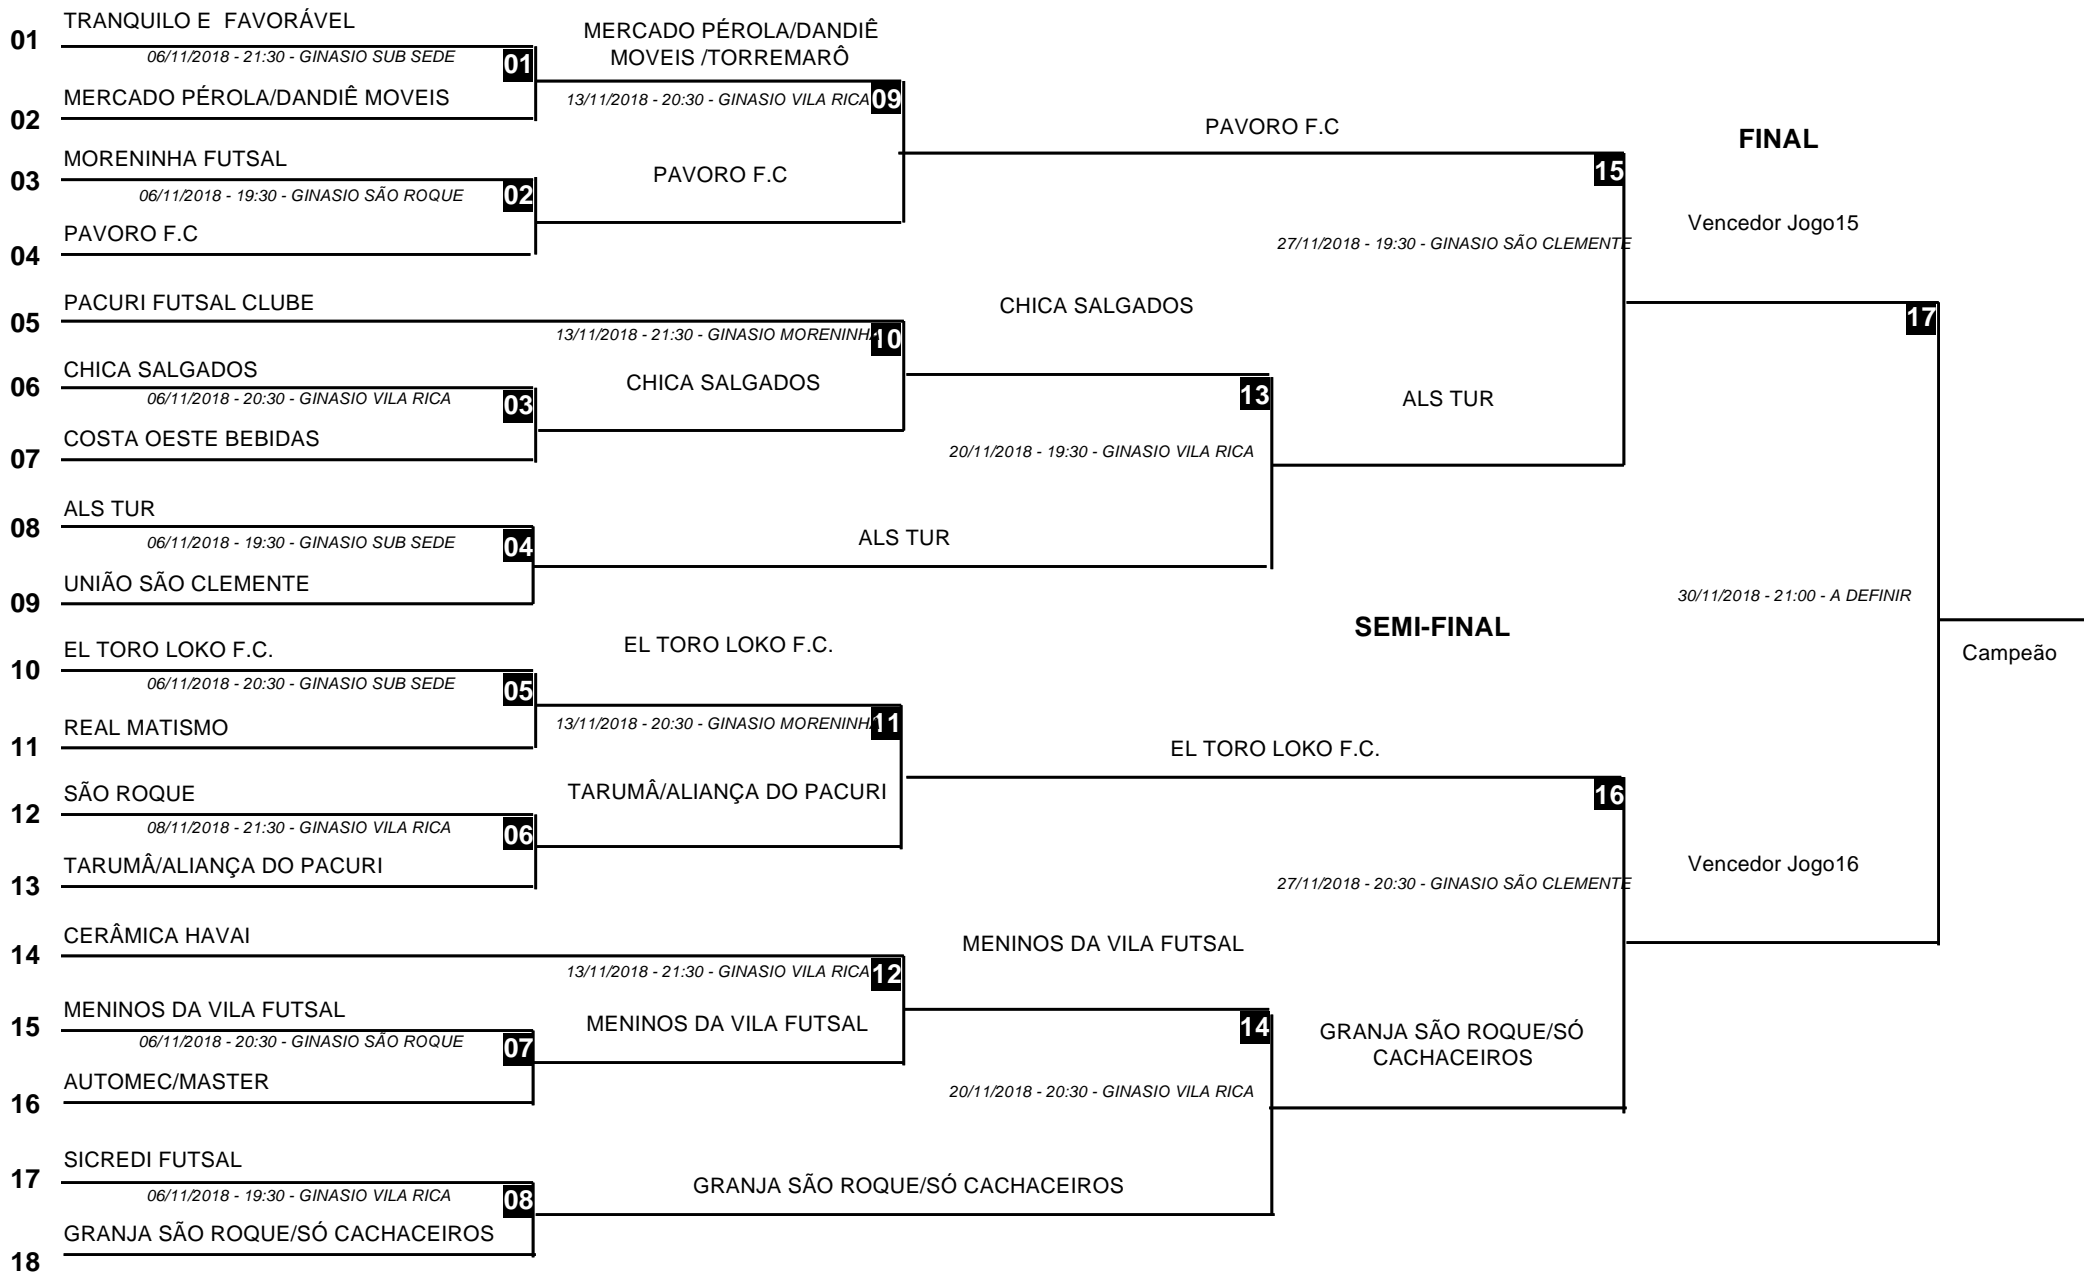 TRANQUILO E  FAVORÁVEL
01
06/11/2018 - 21:30 - GINASIO SUB SEDE
01
MERCADO PÉROLA/DANDIÊ MOVEIS
02
MORENINHA FUTSAL
03
06/11/2018 - 19:30 - GINASIO SÃO ROQUE
02
PAVORO F.C
04
PACURI FUTSAL CLUBE
05
CHICA SALGADOS
06
06/11/2018 - 20:30 - GINASIO VILA RICA
03
COSTA OESTE BEBIDAS
07
ALS TUR
08
06/11/2018 - 19:30 - GINASIO SUB SEDE
04
UNIÃO SÃO CLEMENTE
09
EL TORO LOKO F.C.
10
06/11/2018 - 20:30 - GINASIO SUB SEDE
05
REAL MATISMO
11
SÃO ROQUE
12
08/11/2018 - 21:30 - GINASIO VILA RICA
06
TARUMÂ/ALIANÇA DO PACURI
13
CERÂMICA HAVAI
14
MENINOS DA VILA FUTSAL
15
06/11/2018 - 20:30 - GINASIO SÃO ROQUE
07
AUTOMEC/MASTER
16
SICREDI FUTSAL
17
06/11/2018 - 19:30 - GINASIO VILA RICA
08
GRANJA SÃO ROQUE/SÓ CACHACEIROS
18
MERCADO PÉROLA/DANDIÊ
MOVEIS /TORREMARÔ
13/11/2018 - 20:30 - GINASIO VILA RICA
09
PAVORO F.C
13/11/2018 - 21:30 - GINASIO MORENINHA
10
CHICA SALGADOS
ALS TUR
EL TORO LOKO F.C.
13/11/2018 - 20:30 - GINASIO MORENINHA
11
TARUMÂ/ALIANÇA DO PACURI
13/11/2018 - 21:30 - GINASIO VILA RICA
12
MENINOS DA VILA FUTSAL
GRANJA SÃO ROQUE/SÓ CACHACEIROS
CHICA SALGADOS
13
20/11/2018 - 19:30 - GINASIO VILA RICA
MENINOS DA VILA FUTSAL
14
20/11/2018 - 20:30 - GINASIO VILA RICA
PAVORO F.C
15
27/11/2018 - 19:30 - GINASIO SÃO CLEMENTE
ALS TUR
SEMI-FINAL
EL TORO LOKO F.C.
16
27/11/2018 - 20:30 - GINASIO SÃO CLEMENTE
GRANJA SÃO ROQUE/SÓ
CACHACEIROS
FINAL
Vencedor Jogo15
17
30/11/2018 - 21:00 - A DEFINIR
Vencedor Jogo16
Campeão